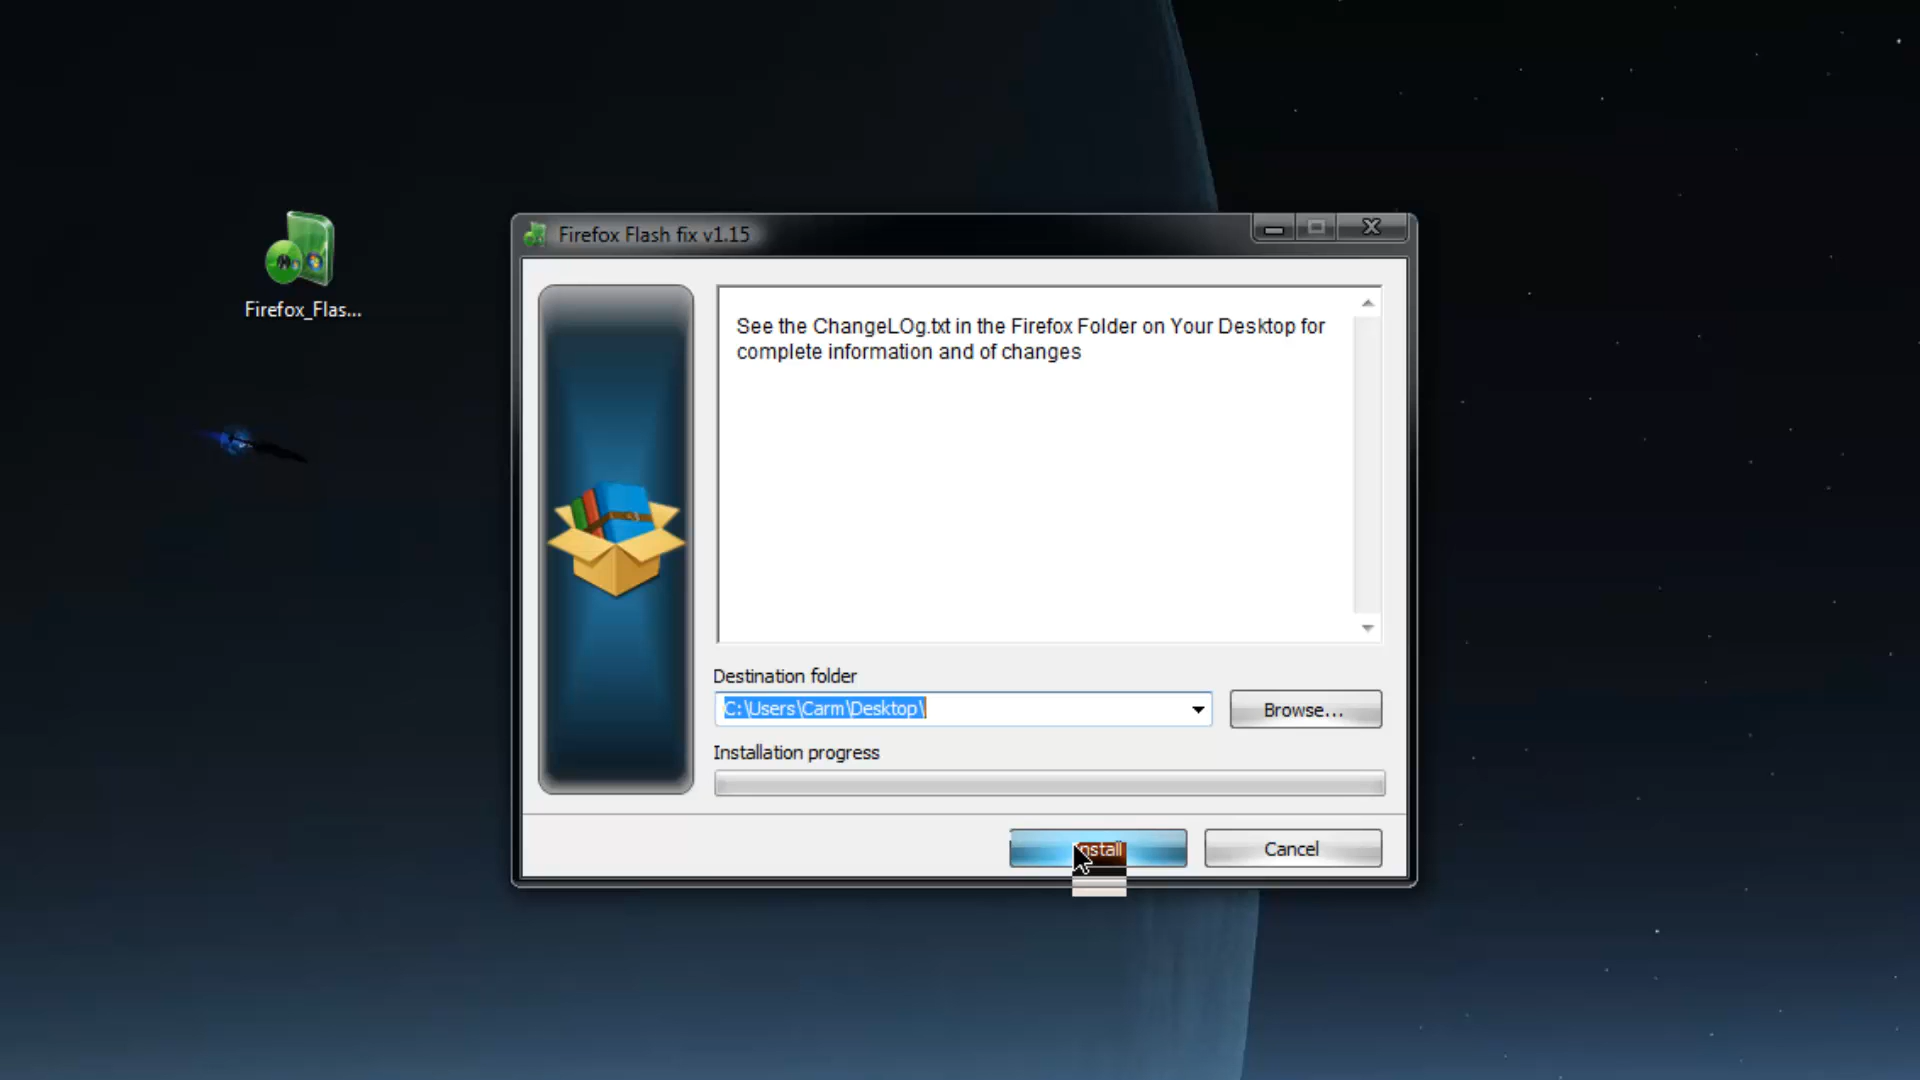 Firefox_Flas...
Firefox Flash fix v1.15
See the ChangeLOg.txt in the Firefox Folder on Your Desktop for
complete information and of changes
Destination folder
C:\Users\Carm\Desktop\
Browse...
Installation progress
Install
Cancel